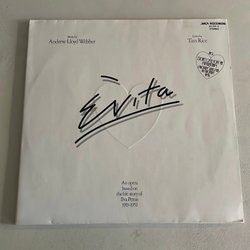 Music by
Andrew Lloyd Webber
Lyrics by
Tim Rice
MCA RECORDS
Evita
An opera
based on
the life story of
Eva Peron
1919-1952